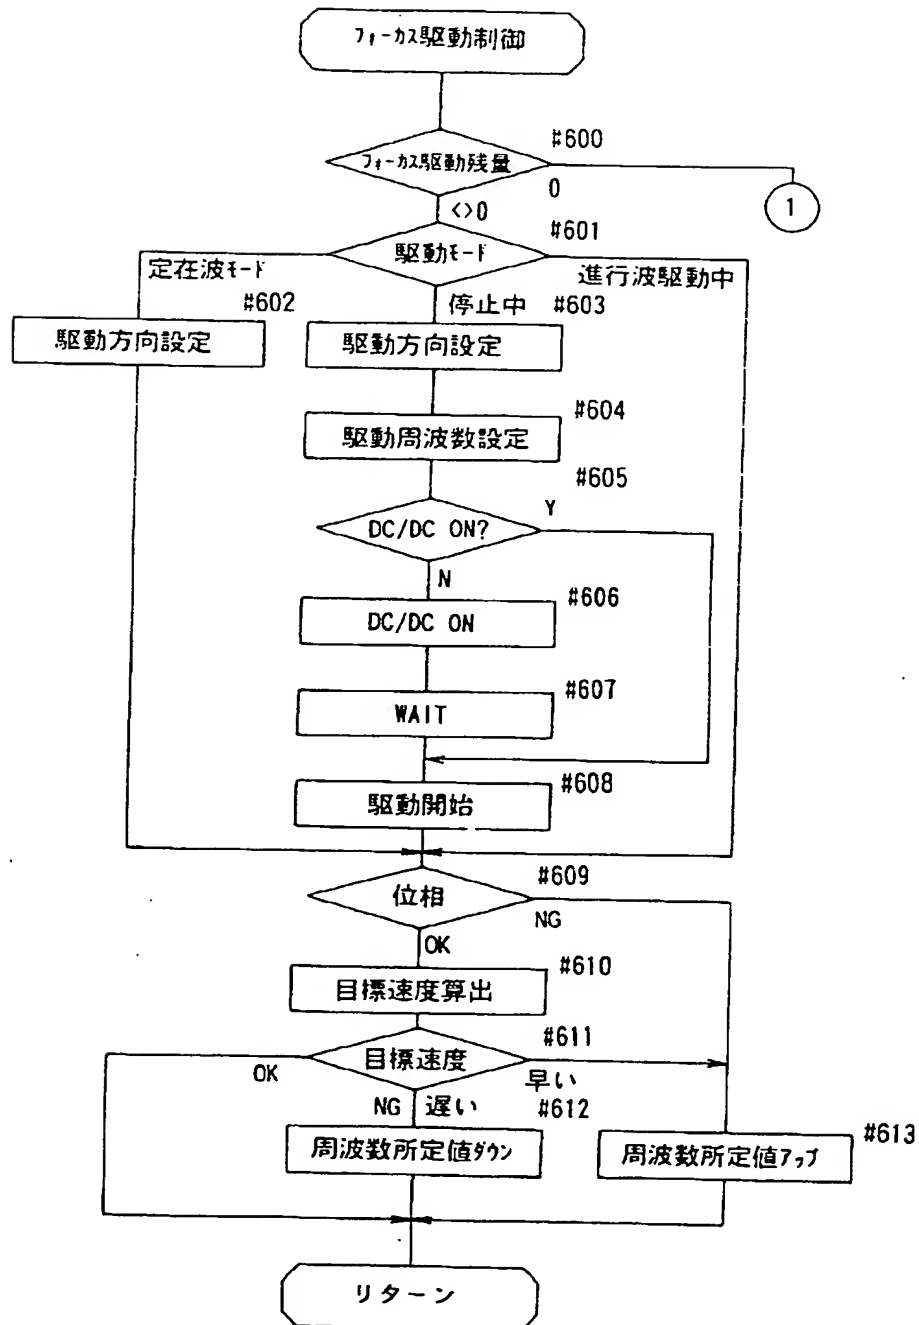 フォーカス駆動制御
#600
フォーカス駆動残量
0
1
<>0
#601
駆動モード
定在波モード
進行波駆動中
#602
停止中 #603
駆動方向設定
駆動方向設定
#604
駆動周波数設定
#605
Y
DC/DC ON?
N
#606
DC/DC ON
#607
WAIT
#608
駆動開始
#609
位相
NG
OK
#610
目標速度算出
#611
目標速度
OK
早い
NG 遅い
#612
#613
周波数所定値ダウン
周波数所定値アップ
リターン